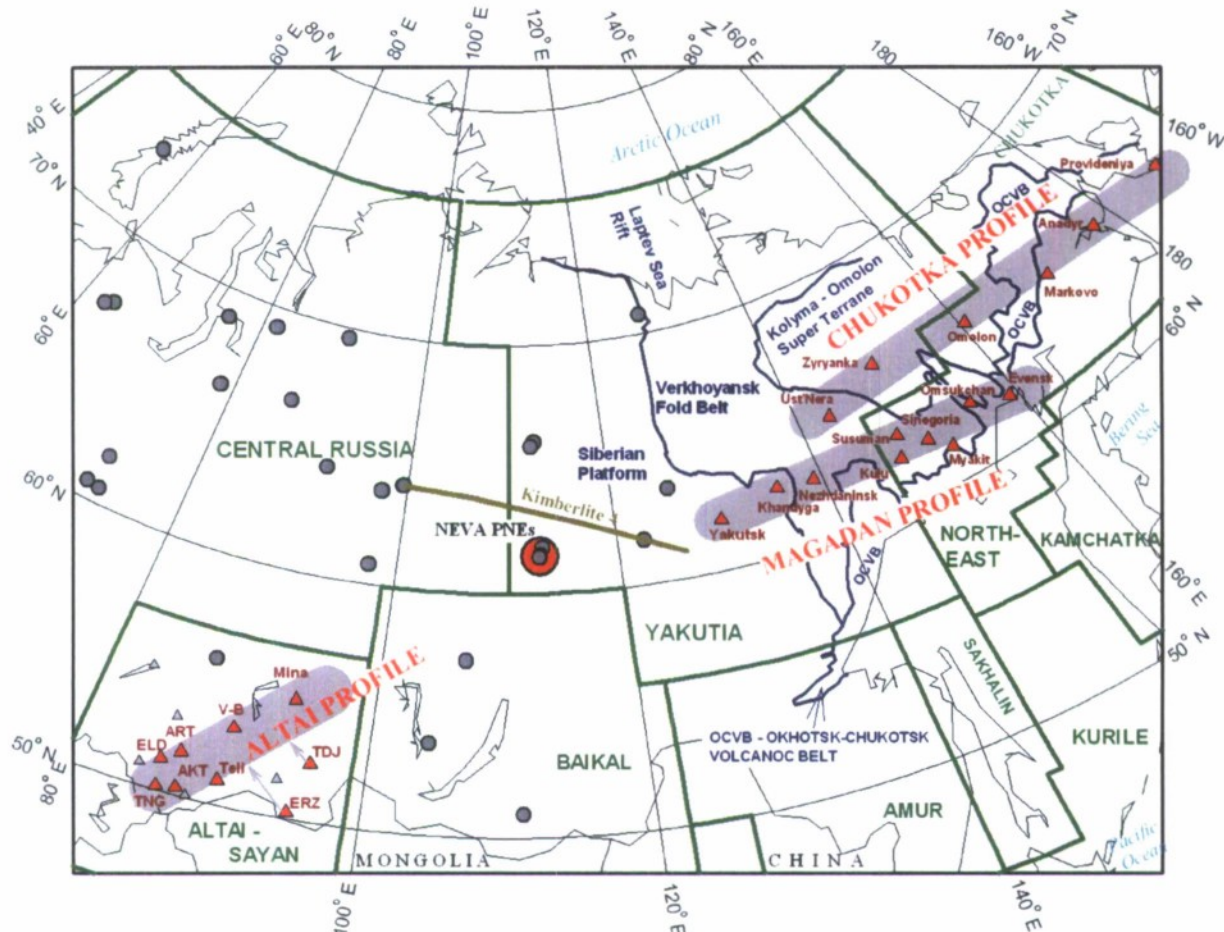 60°E
80°N
80°E
100°E
120°E
140°E
80°N
160°E
180
160°W
70°N
40°E
70°N
60°E
60°N
50°N
80°E
160°W
180
60°N
160°E
50°N
100°E
120°E
140°E
Arctic Ocean
CHUKOTKA
Provideniya
OCVB
Anadyr
Laptev Sea
Rift
CHUKOTKA PROFILE
Markovo
Kolyma - Omolon
Super Terrane
OCVB
Omolon
Zyryanka
Evensk
Verkhoyansk
Fold Belt
Ust'Nera
Omsukchan
Bering
Sea
Sinegoria
Susuman
CENTRAL RUSSIA
Siberian
Platform
Kulu
Myakit
Nezhdaninsk
Kimberlite 4
Khandyga
NEVA PNEs
Yakutsk
MAGADAN PROFILE
NORTH-
EAST
KAMCHATKA
OCVB
YAKUTIA
SAKHALIN
Mina
ALTAI PROFILE
V-B
ART
ELD
TDJ
AKT
Tell
TNG
ERZ
OCVB - OKHOTSK-CHUKOTSK
VOLCANOC BELT
KURILE
BAIKAL
AMUR
ALTAI -
SAYAN
MONGOLIA
CHINA
Pacific
Ocean